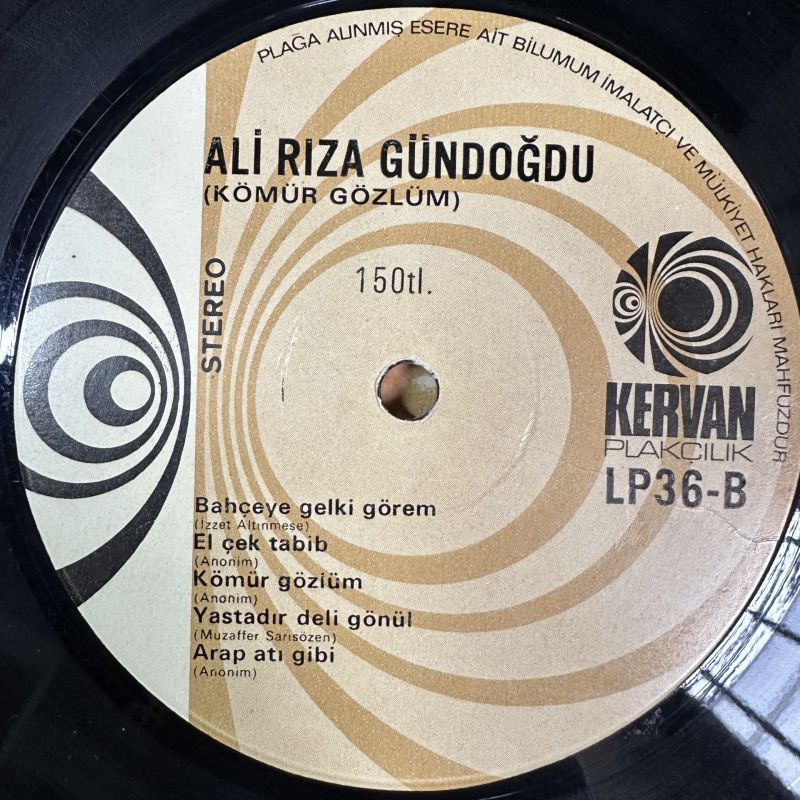 PLAĞA ALINMIŞ ESERE AİT BİLUMUM İMALATÇI VE MÜLKİYET HAKLARI MAHFUZDUR
ALİ RIZA GÜNDOĞDU
(KÖMÜR GÖZLÜM)
STEREO
150tl.
KERVAN
PLAKÇILIK
LP36-B
Bahçeye gelki görem
(İzzet Altınmeşe)
El çek tabib
(Anonim)
Kömür gözlüm
(Anonim)
Yastadır deli gönül
(Muzaffer Sarısözen)
Arap atı gibi
(Anonim)